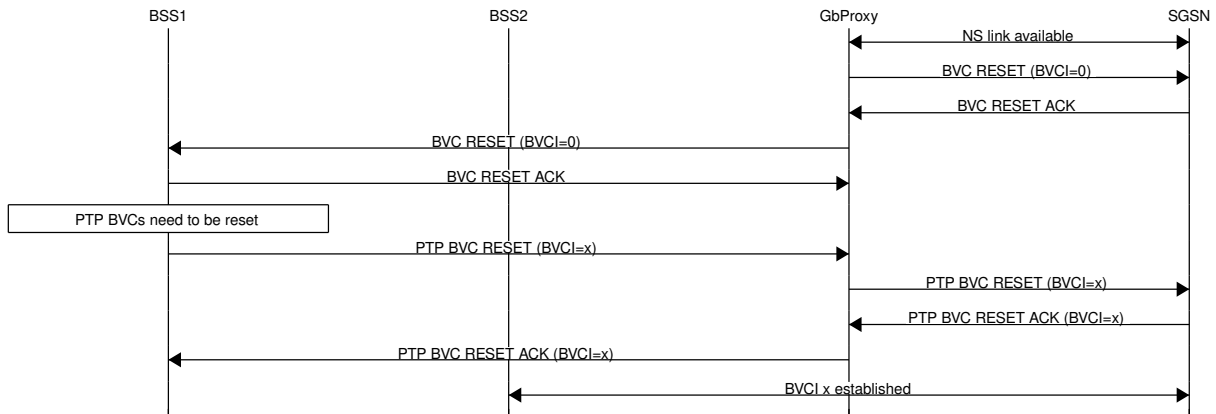 BSS1 BSS2 GbProxy SGSN
NS link available
BVC RESET (BVCI=0)
BVC RESET ACK
BVC RESET (BVCI=0)
BVC RESET ACK
PTP BVCs need to be reset
PTP BVC RESET (BVCI=x)
PTP BVC RESET (BVCI=x)
PTP BVC RESET ACK (BVCI=x)
PTP BVC RESET ACK (BVCI=x)
BVCI x established